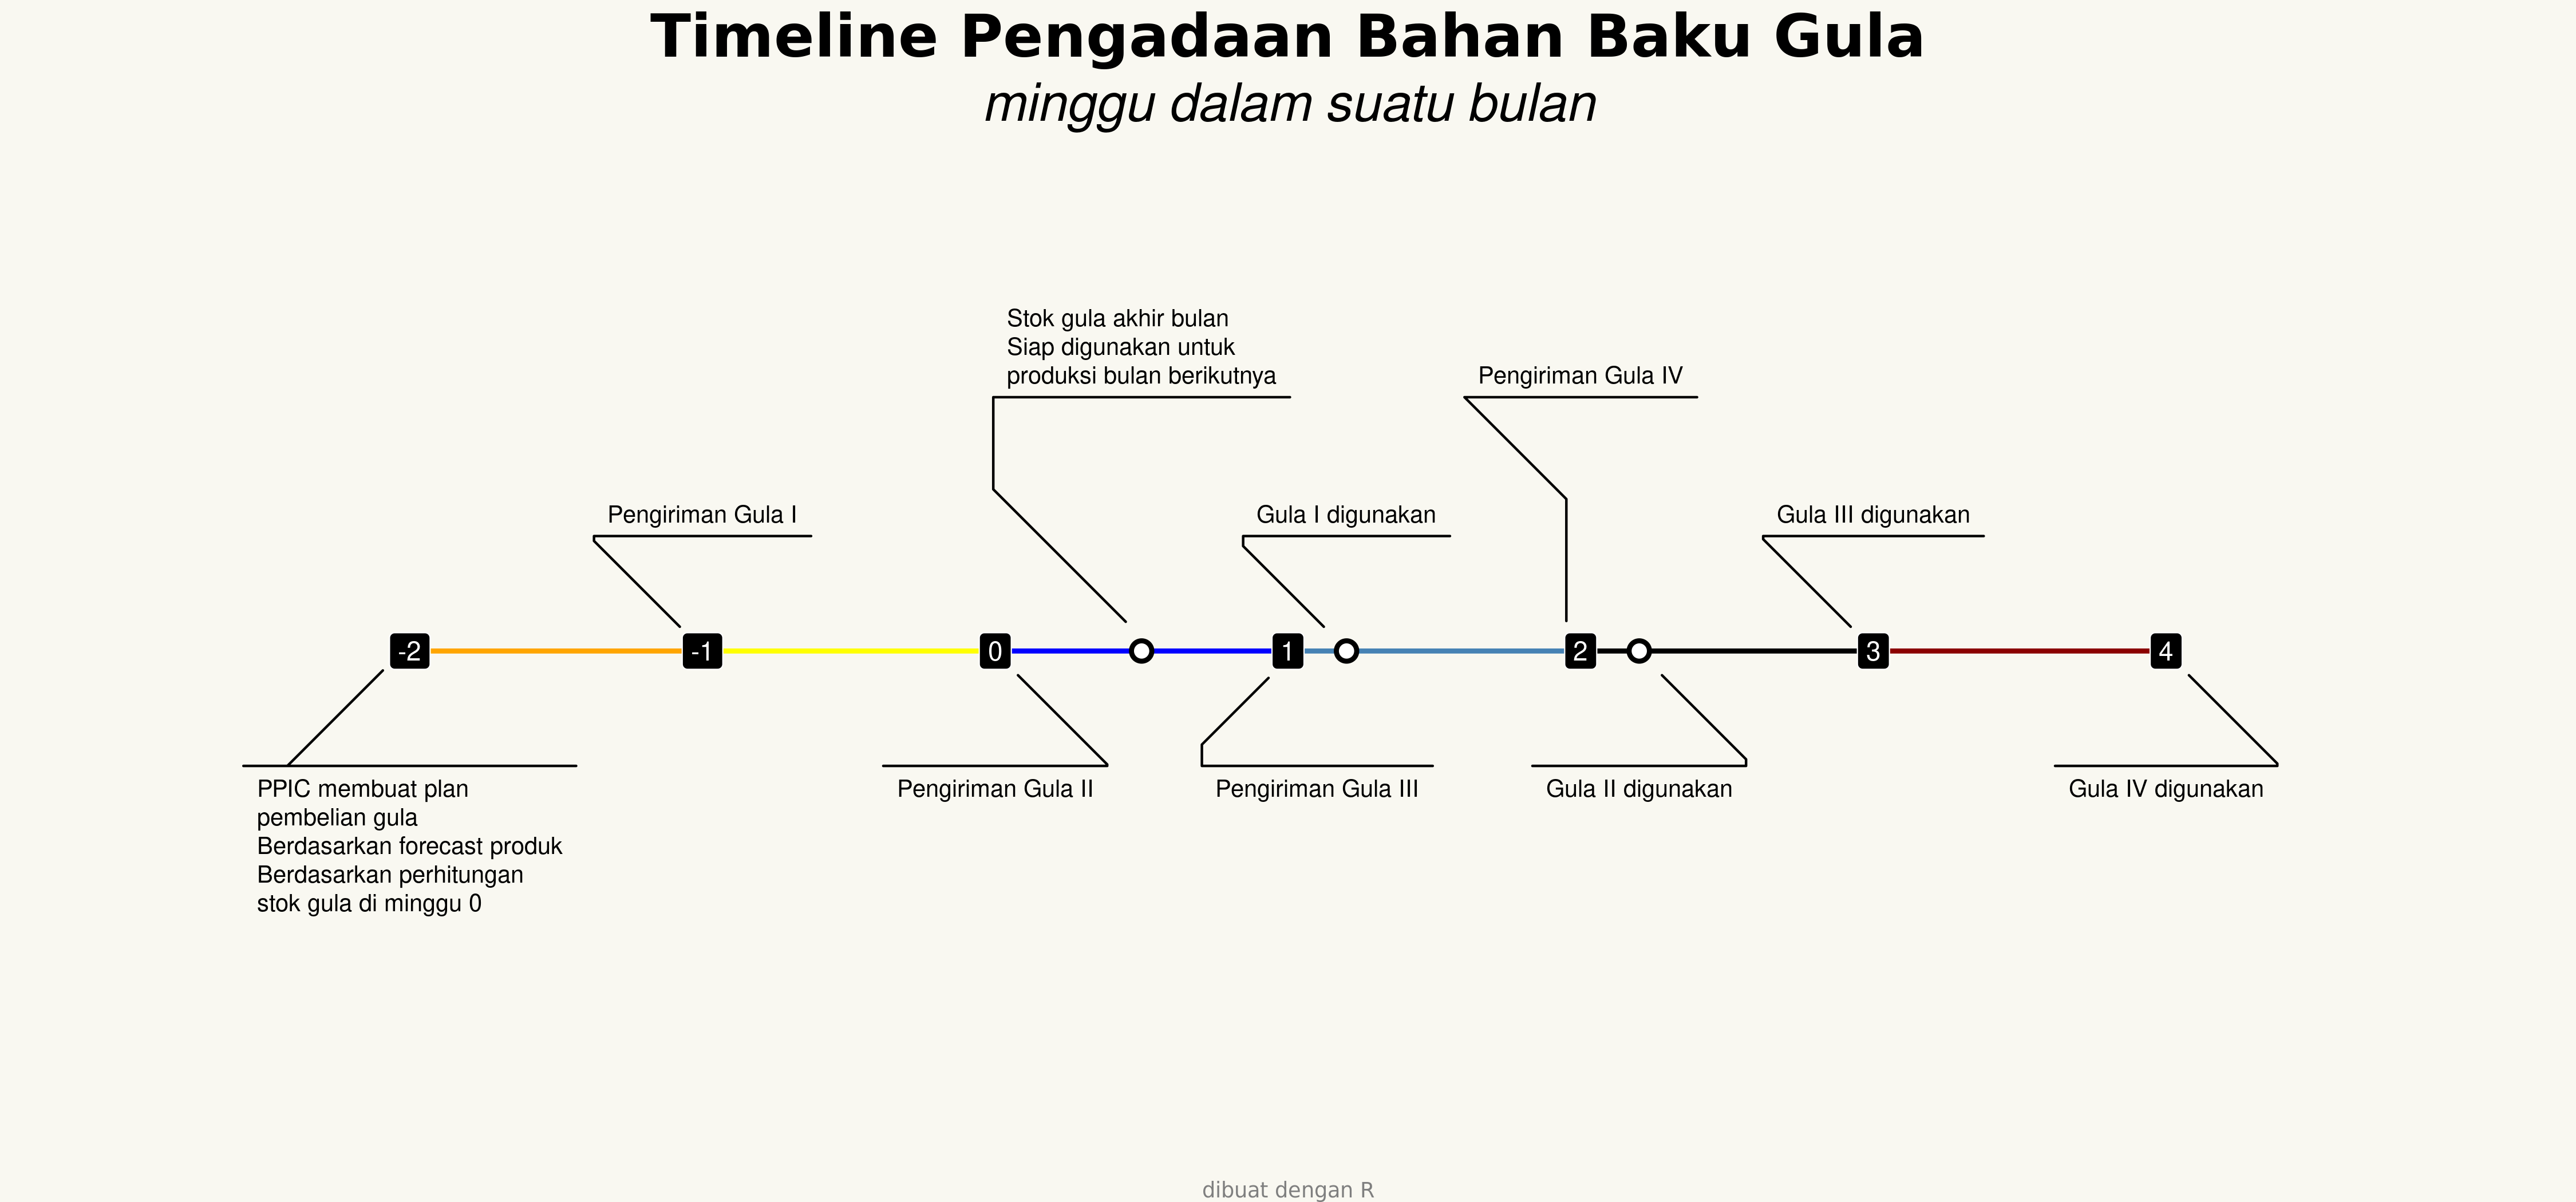 Timeline Pengadaan Bahan Baku Gula
minggu dalam suatu bulan
Stok gula akhir bulan
Siap digunakan untuk
produksi bulan berikutnya
Pengiriman Gula IV
Pengiriman Gula I
Gula I digunakan
Gula III digunakan
-2
-1
0
1
2
3
4
PPIC membuat plan
pembelian gula
Berdasarkan forecast produk
Berdasarkan perhitungan
stok gula di minggu 0
Pengiriman Gula II
Pengiriman Gula III
Gula II digunakan
Gula IV digunakan
dibuat dengan R